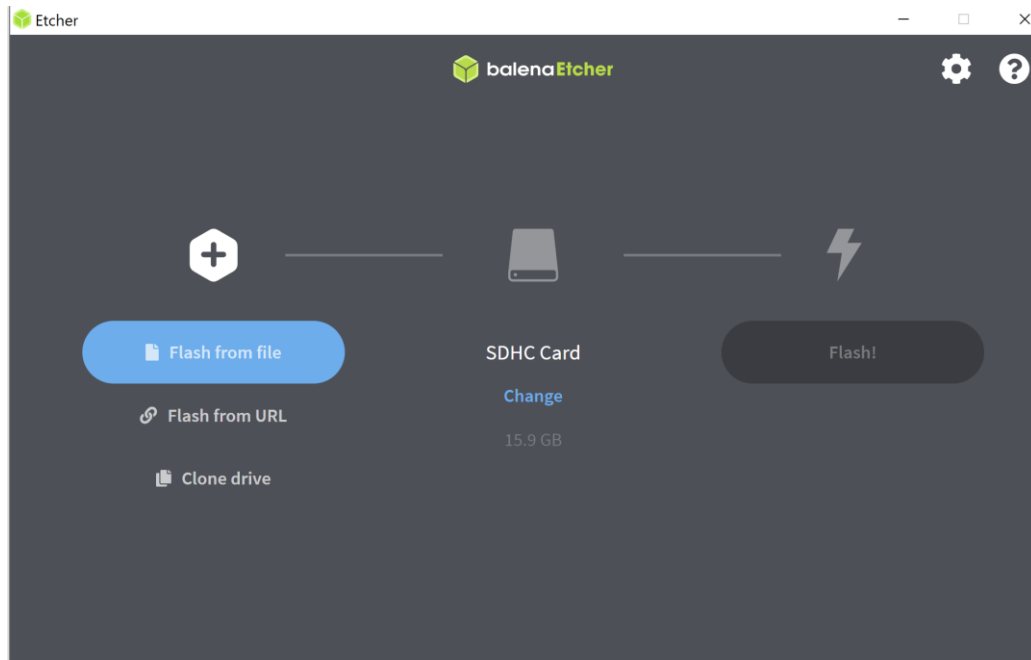 Etcher
balenaEtcher
Flash from file
Flash from URL
Clone drive
SDHC Card
Change
15.9 GB
Flash!